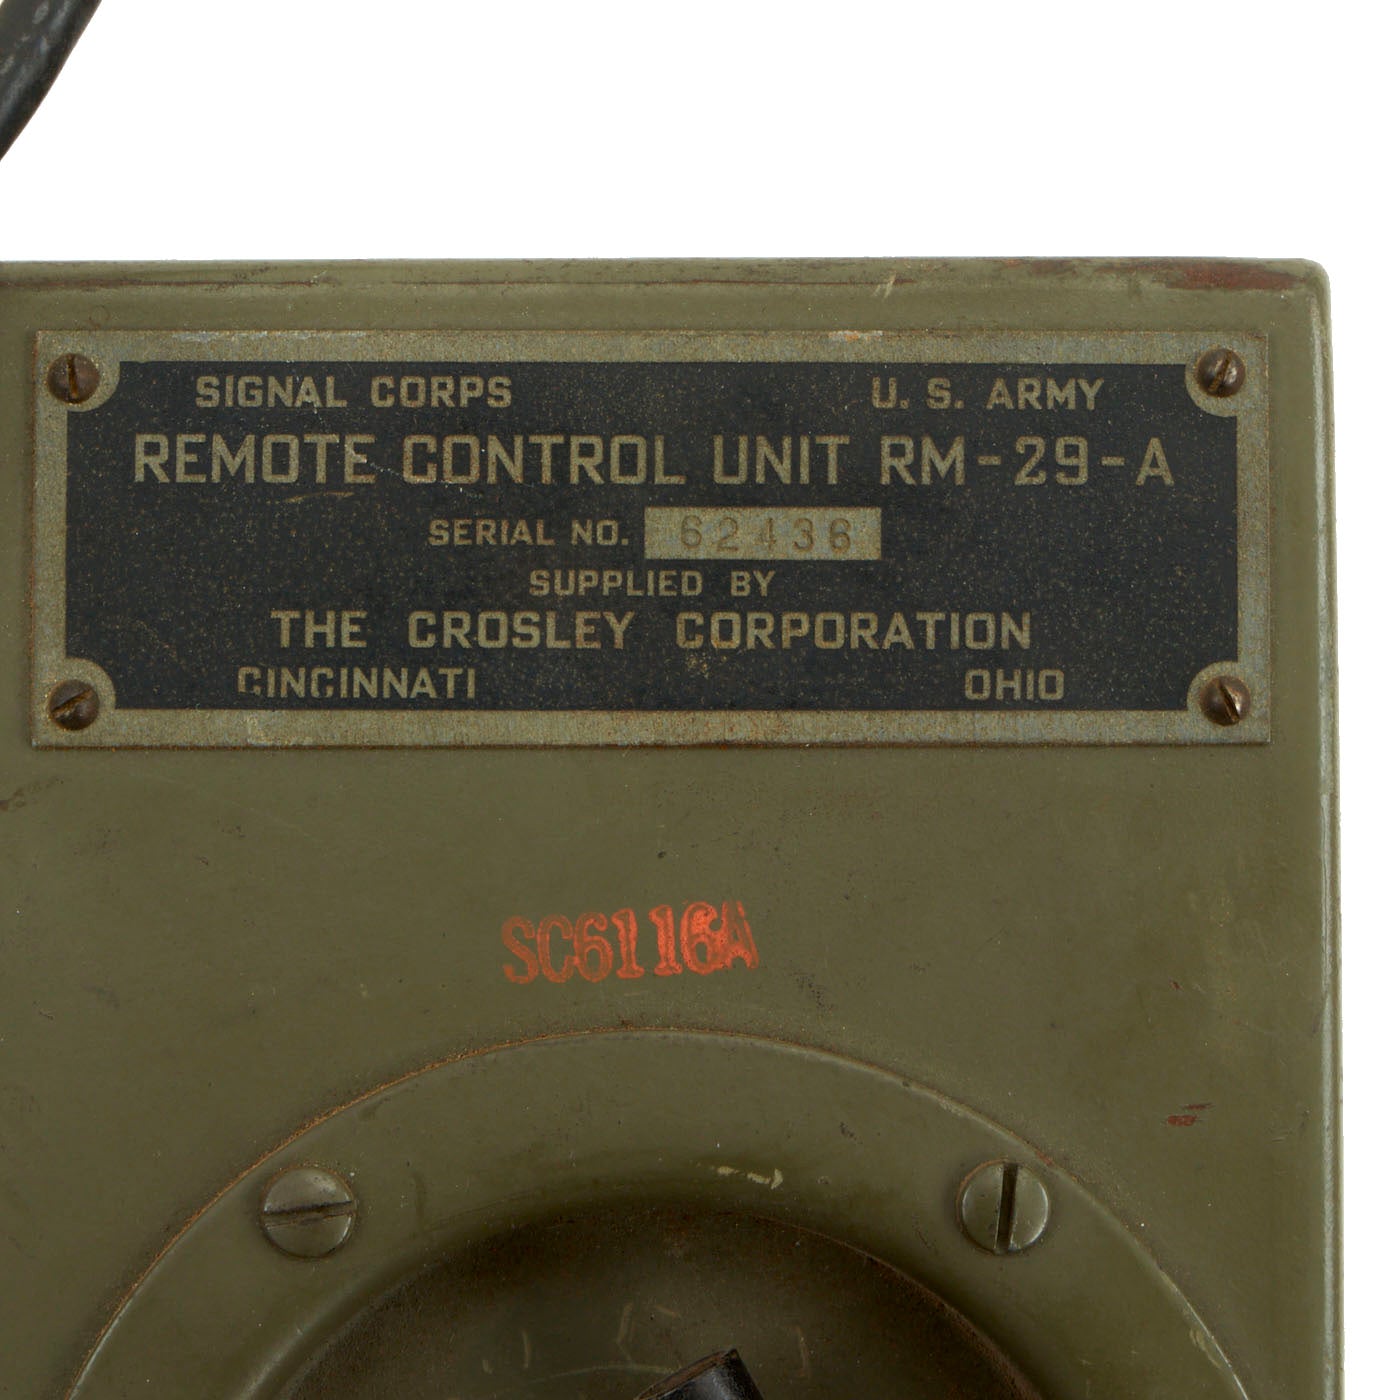 SIGNAL CORPS U. S. ARMY
REMOTE CONTROL UNIT RM-29-A
SERIAL NO. 62436
SUPPLIED BY
THE CROSLEY CORPORATION
CINCINNATI OHIO
SC6116A